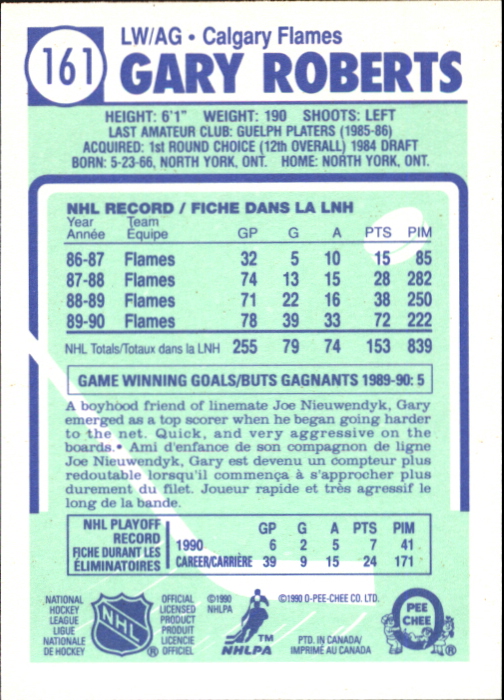 161
LW/AG • Calgary Flames
GARY ROBERTS
HEIGHT: 6'1" WEIGHT: 190 SHOOTS: LEFT
LAST AMATEUR CLUB: GUELPH PLATERS (1985-86)
ACQUIRED: 1st ROUND CHOICE (12th OVERALL) 1984 DRAFT
BORN: 5-23-66, NORTH YORK, ONT. HOME: NORTH YORK, ONT.
NHL RECORD / FICHE DANS LA LNH
Year Team
Année Équipe GP G A PTS PIM
86-87 Flames 32 5 10 15 85
87-88 Flames 74 13 15 28 282
88-89 Flames 71 22 16 38 250
89-90 Flames 78 39 33 72 222
NHL Totals/Totaux dans la LNH 255 79 74 153 839
GAME WINNING GOALS/BUTS GAGNANTS 1989-90: 5
A boyhood friend of linemate Joe Nieuwendyk, Gary
emerged as a top scorer when he began going harder
to the net. Quick, and very aggressive on the
boards.• Ami d'enfance de son compagnon de ligne
Joe Nieuwendyk, Gary est devenu un compteur plus
redoutable lorsqu'il commença à s'approcher plus
durement du filet. Joueur rapide et très agressif le
long de la bande.
NHL PLAYOFF
RECORD
FICHE DURANT LES
ÉLIMINATOIRES
GP G A PTS PIM
1990 6 2 5 7 41
CAREER/CARRIÈRE 39 9 15 24 171
NATIONAL
HOCKEY
LEAGUE
LIGUE
NATIONALE
DE HOCKEY
NHL
®
OFFICIAL
LICENSED
PRODUCT
PRODUIT
LICENCIÉ
OFFICIEL
©1990
NHLPA
TM
NHLPA
©1990 O-PEE-CHEE CO. LTD.
PTD. IN CANADA/
IMPRIMÉ AU CANADA
O
PEE
CHEE
®